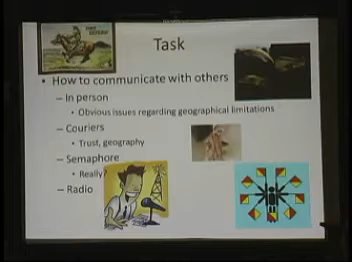 Task
• How to communicate with others
– In person
• Obvious issues regarding geographical limitations
– Couriers
• Trust, geography
– Semaphore
• Really?
– Radio